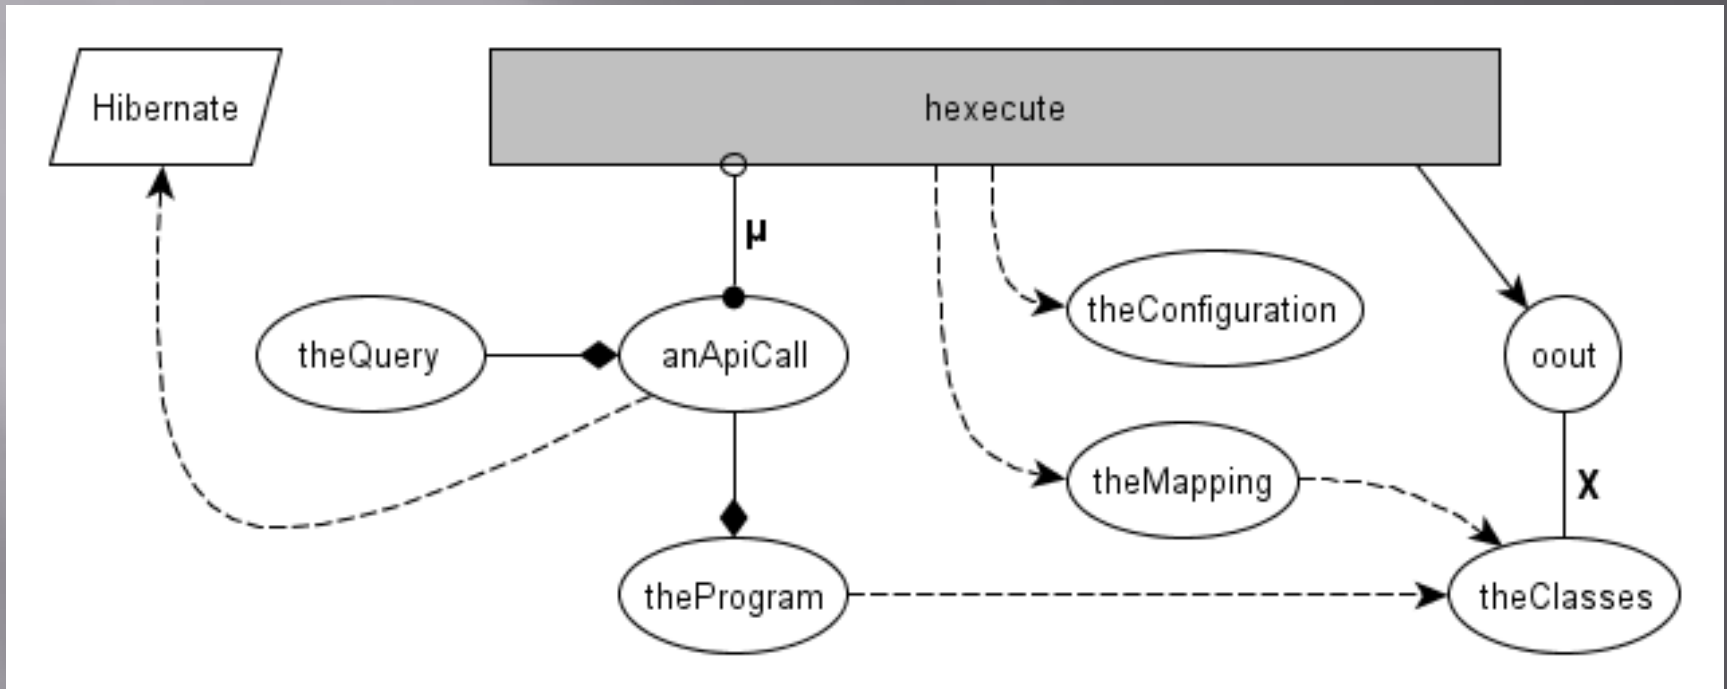 Hibernate
hexecute
µ
theConfiguration
theQuery
anApiCall
oout
theMapping
X
theProgram
theClasses